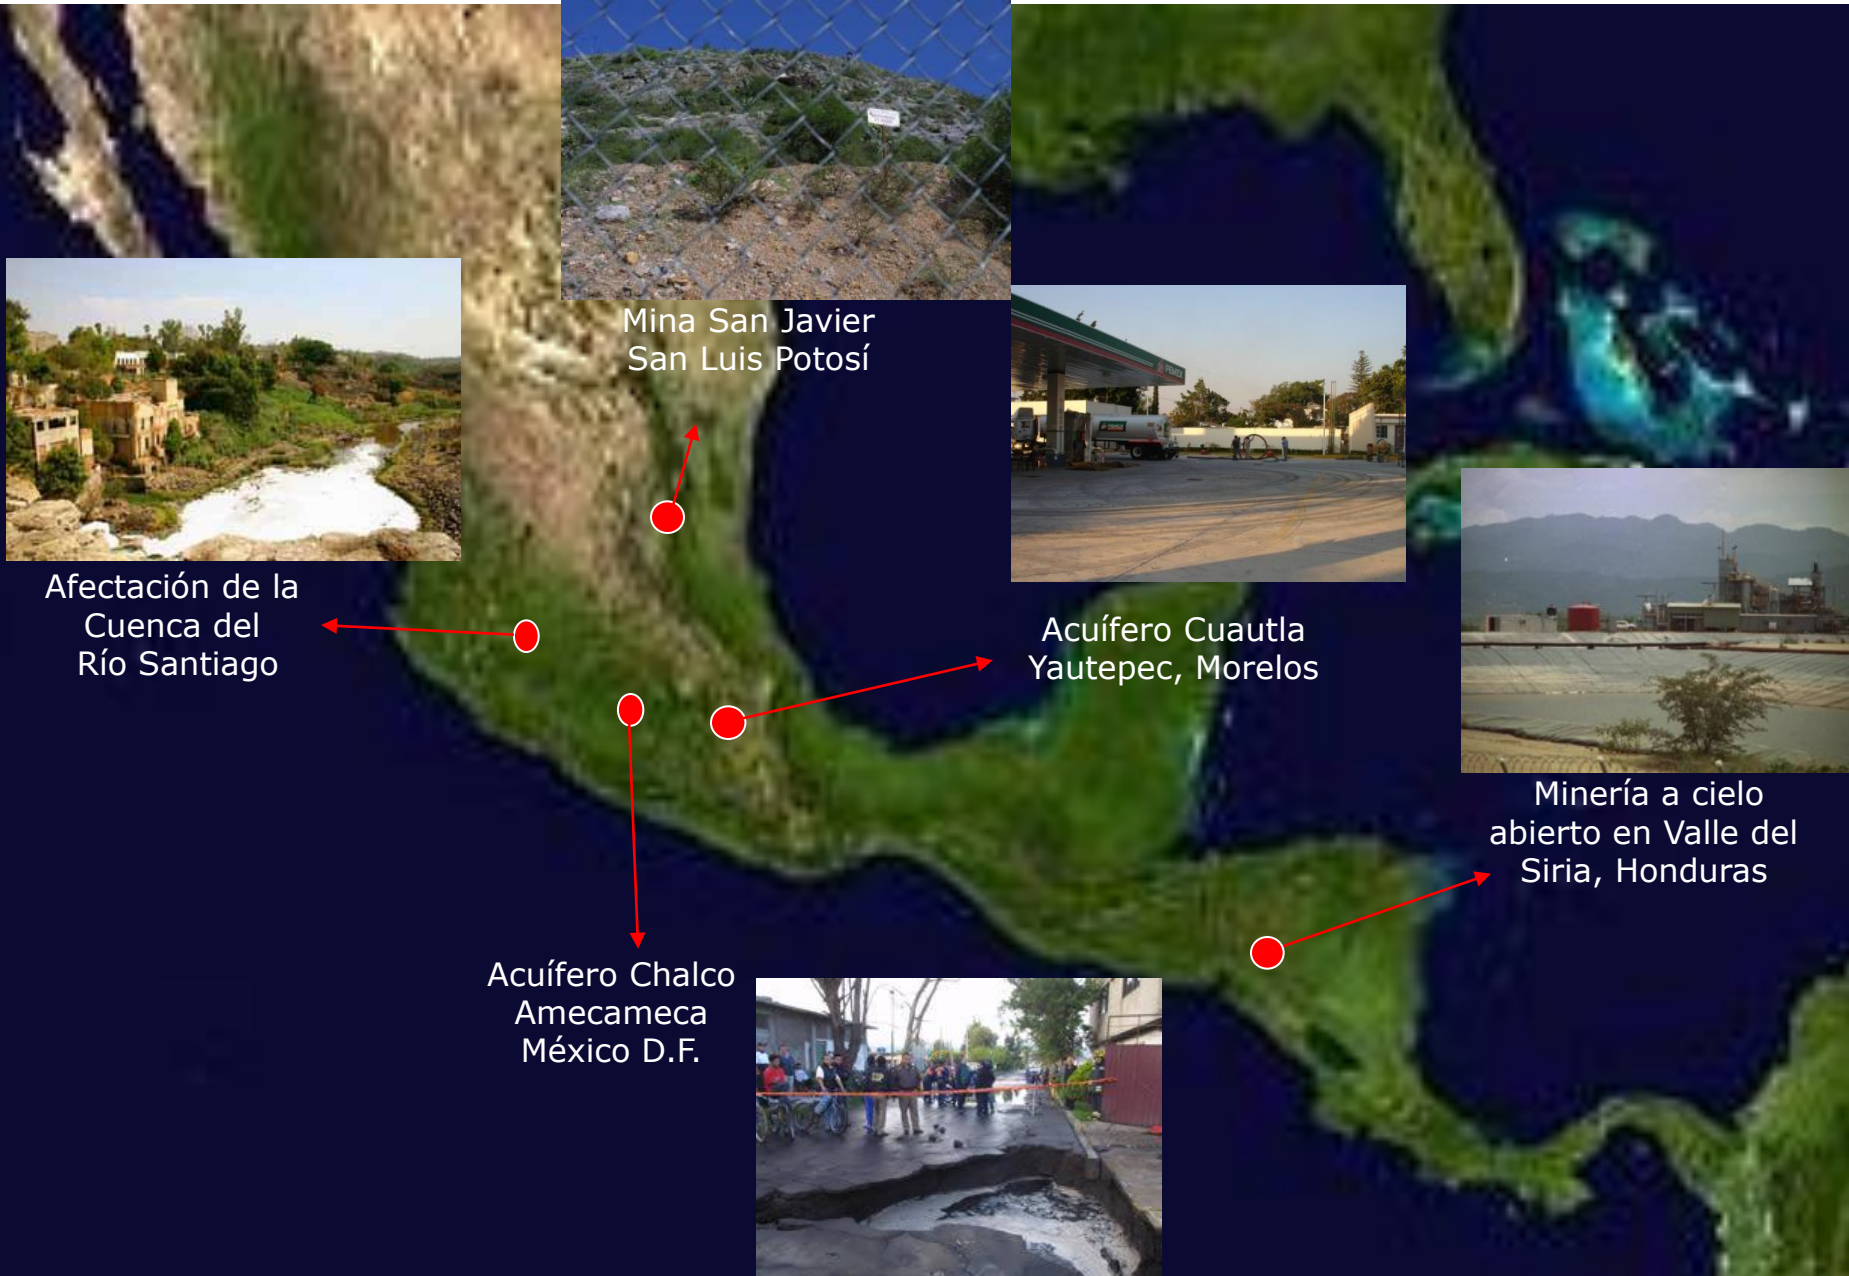 Mina San Javier
San Luis Potosí
PEMEX
Afectación de la
Cuenca del
Río Santiago
Acuífero Cuautla
Yautepec, Morelos
Minería a cielo
abierto en Valle del
Siria, Honduras
Acuífero Chalco
Amecameca
México D.F.